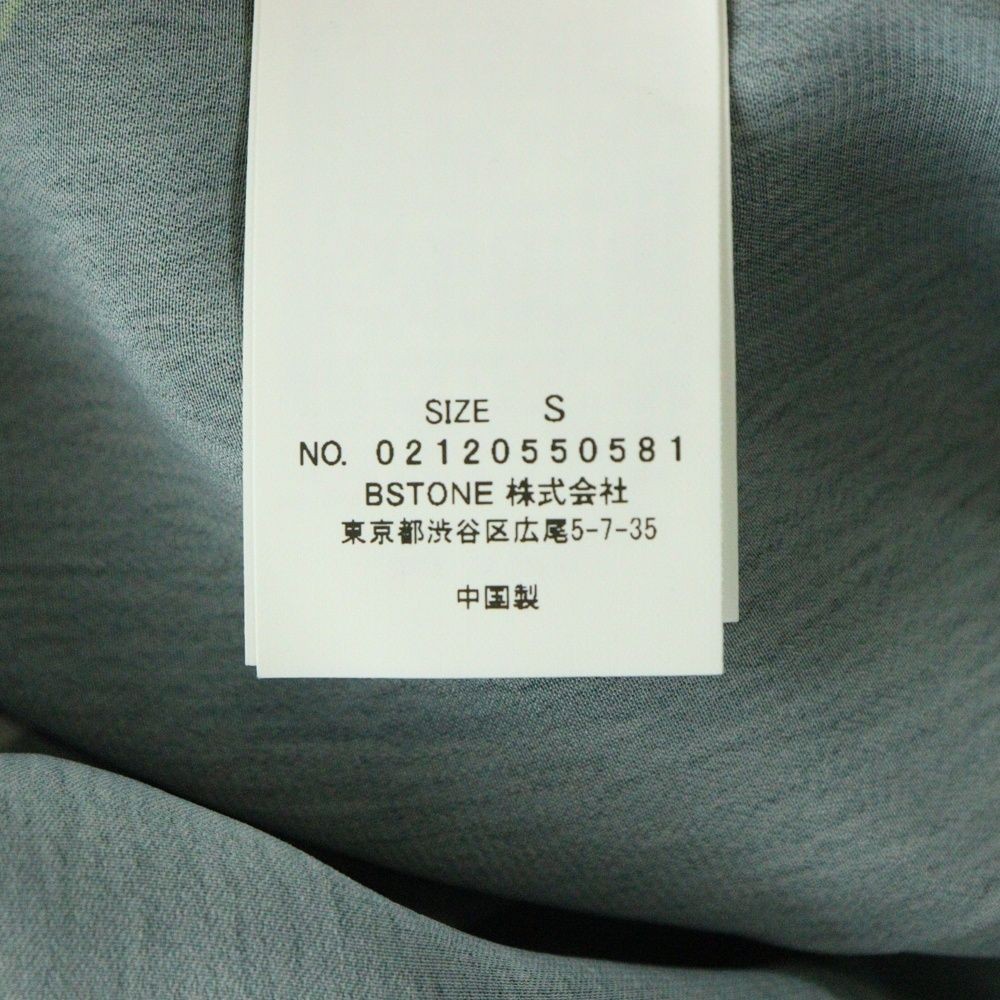 SIZE S
NO. 02120550581
BSTONE 株式会社
東京都渋谷区広尾5-7-35
中国製